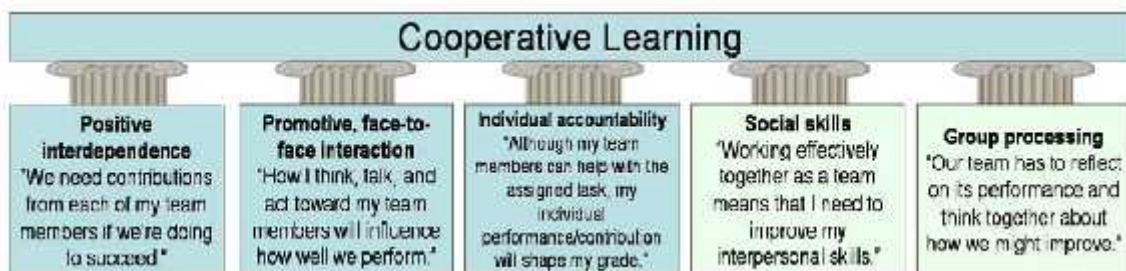 Cooperative Learning
Positive
interdependence
"We need contributions
from each of my team
members if we're doing
to succeed"
Promotive, face-to-
face interaction
"How I think, talk, and
act toward my team
members will influence
how well we perform."
Individual accountability
"Although my team
members can help with the
assigned task, my
individual
performance/contribution
will shape my grade."
Social skills
"Working effectively
together as a team
means that I need to
improve my
interpersonal skills."
Group processing
"Our team has to reflect
on its performance and
think together about
how we might improve."